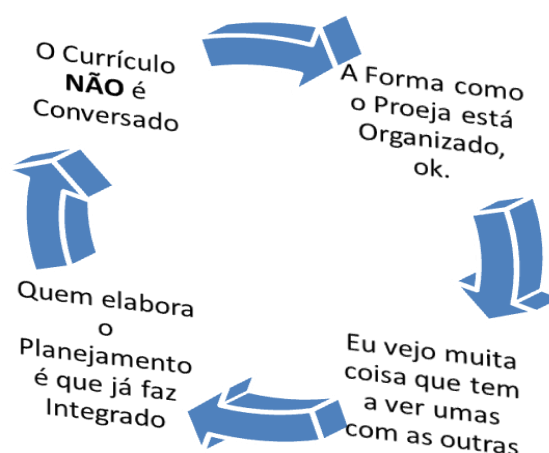 O Currículo
NÃO é
Conversado
A Forma como
o Proeja está
Organizado,
ok.
Eu vejo muita
coisa que tem
a ver umas
com as outras
Quem elabora
o
Planejamento
é que já faz
Integrado